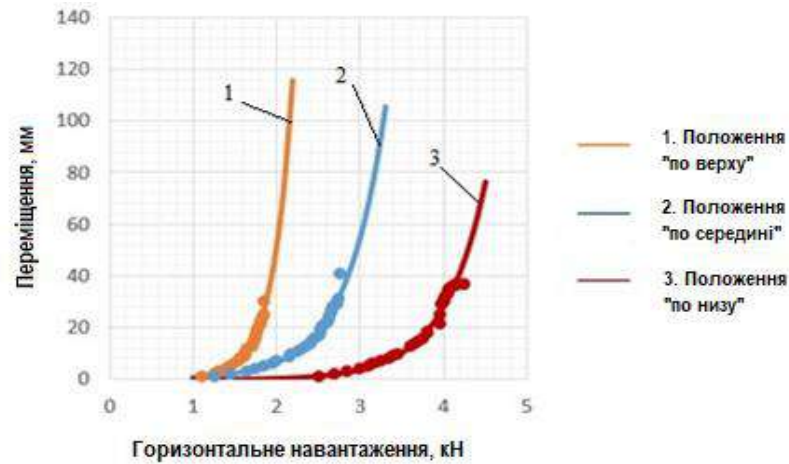 140
120
100
80
60
40
20
0
0
1
2
3
4
5
Переміщення, мм
Горизонтальне навантаження, кН
1
2
3
1. Положення
"по верху"
2. Положення
"по середині"
3. Положення
"по низу"